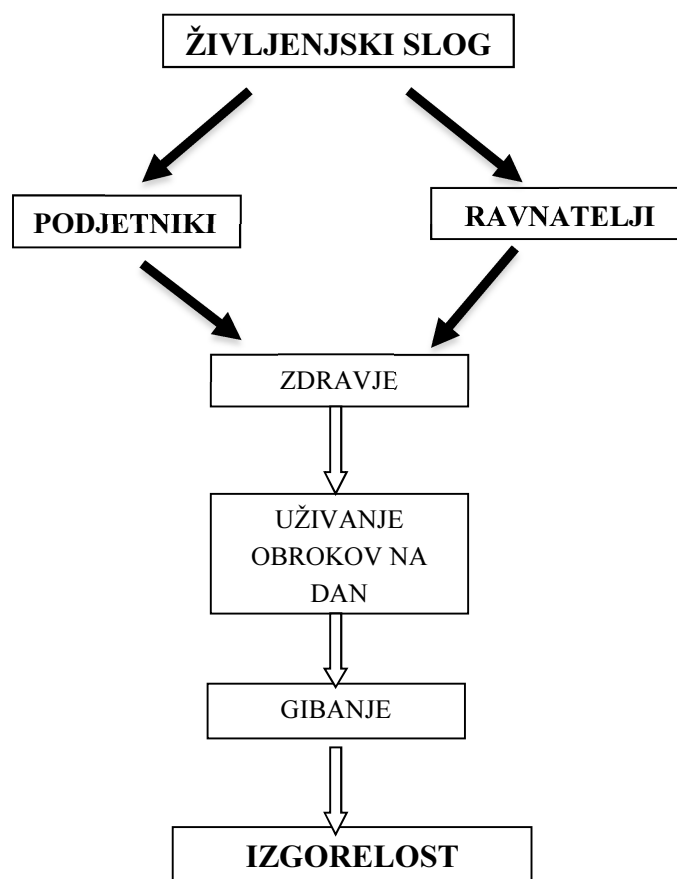 ŽIVLJENJSKI SLOG
PODJETNIKI
RAVNATELJI
ZDRAVJE
UŽIVANJE
OBROKOV NA
DAN
GIBANJE
IZGORELOST